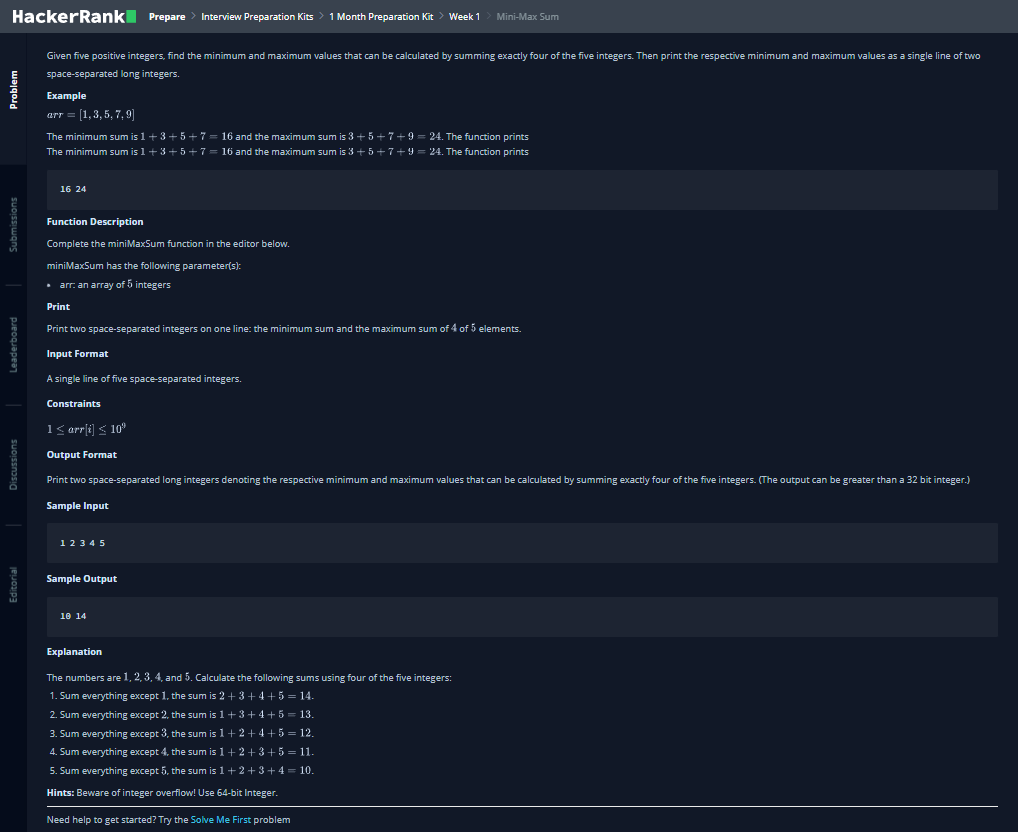 HackerRank Prepare > Interview Preparation Kits > 1 Month Preparation Kit > Week 1 > Mini-Max Sum
Problem
Submissions
Leaderboard
Discussions
Editorial
Given five positive integers, find the minimum and maximum values that can be calculated by summing exactly four of the five integers. Then print the respective minimum and maximum values as a single line of two
space-separated long integers.
Example
arr = [1, 3, 5, 7, 9]
The minimum sum is 1 + 3 + 5 + 7 = 16 and the maximum sum is 3 + 5 + 7 + 9 = 24. The function prints
The minimum sum is 1 + 3 + 5 + 7 = 16 and the maximum sum is 3 + 5 + 7 + 9 = 24. The function prints
16 24
Function Description
Complete the miniMaxSum function in the editor below.
miniMaxSum has the following parameter(s):
• arr: an array of 5 integers
Print
Print two space-separated integers on one line: the minimum sum and the maximum sum of 4 of 5 elements.
Input Format
A single line of five space-separated integers.
Constraints
1 ≤ arr[i] ≤ 10⁹
Output Format
Print two space-separated long integers denoting the respective minimum and maximum values that can be calculated by summing exactly four of the five integers. (The output can be greater than a 32 bit integer.)
Sample Input
1 2 3 4 5
Sample Output
10 14
Explanation
The numbers are 1, 2, 3, 4, and 5. Calculate the following sums using four of the five integers:
1. Sum everything except 1, the sum is 2 + 3 + 4 + 5 = 14.
2. Sum everything except 2, the sum is 1 + 3 + 4 + 5 = 13.
3. Sum everything except 3, the sum is 1 + 2 + 4 + 5 = 12.
4. Sum everything except 4, the sum is 1 + 2 + 3 + 5 = 11.
5. Sum everything except 5, the sum is 1 + 2 + 3 + 4 = 10.
Hints: Beware of integer overflow! Use 64-bit Integer.
Need help to get started? Try the Solve Me First problem